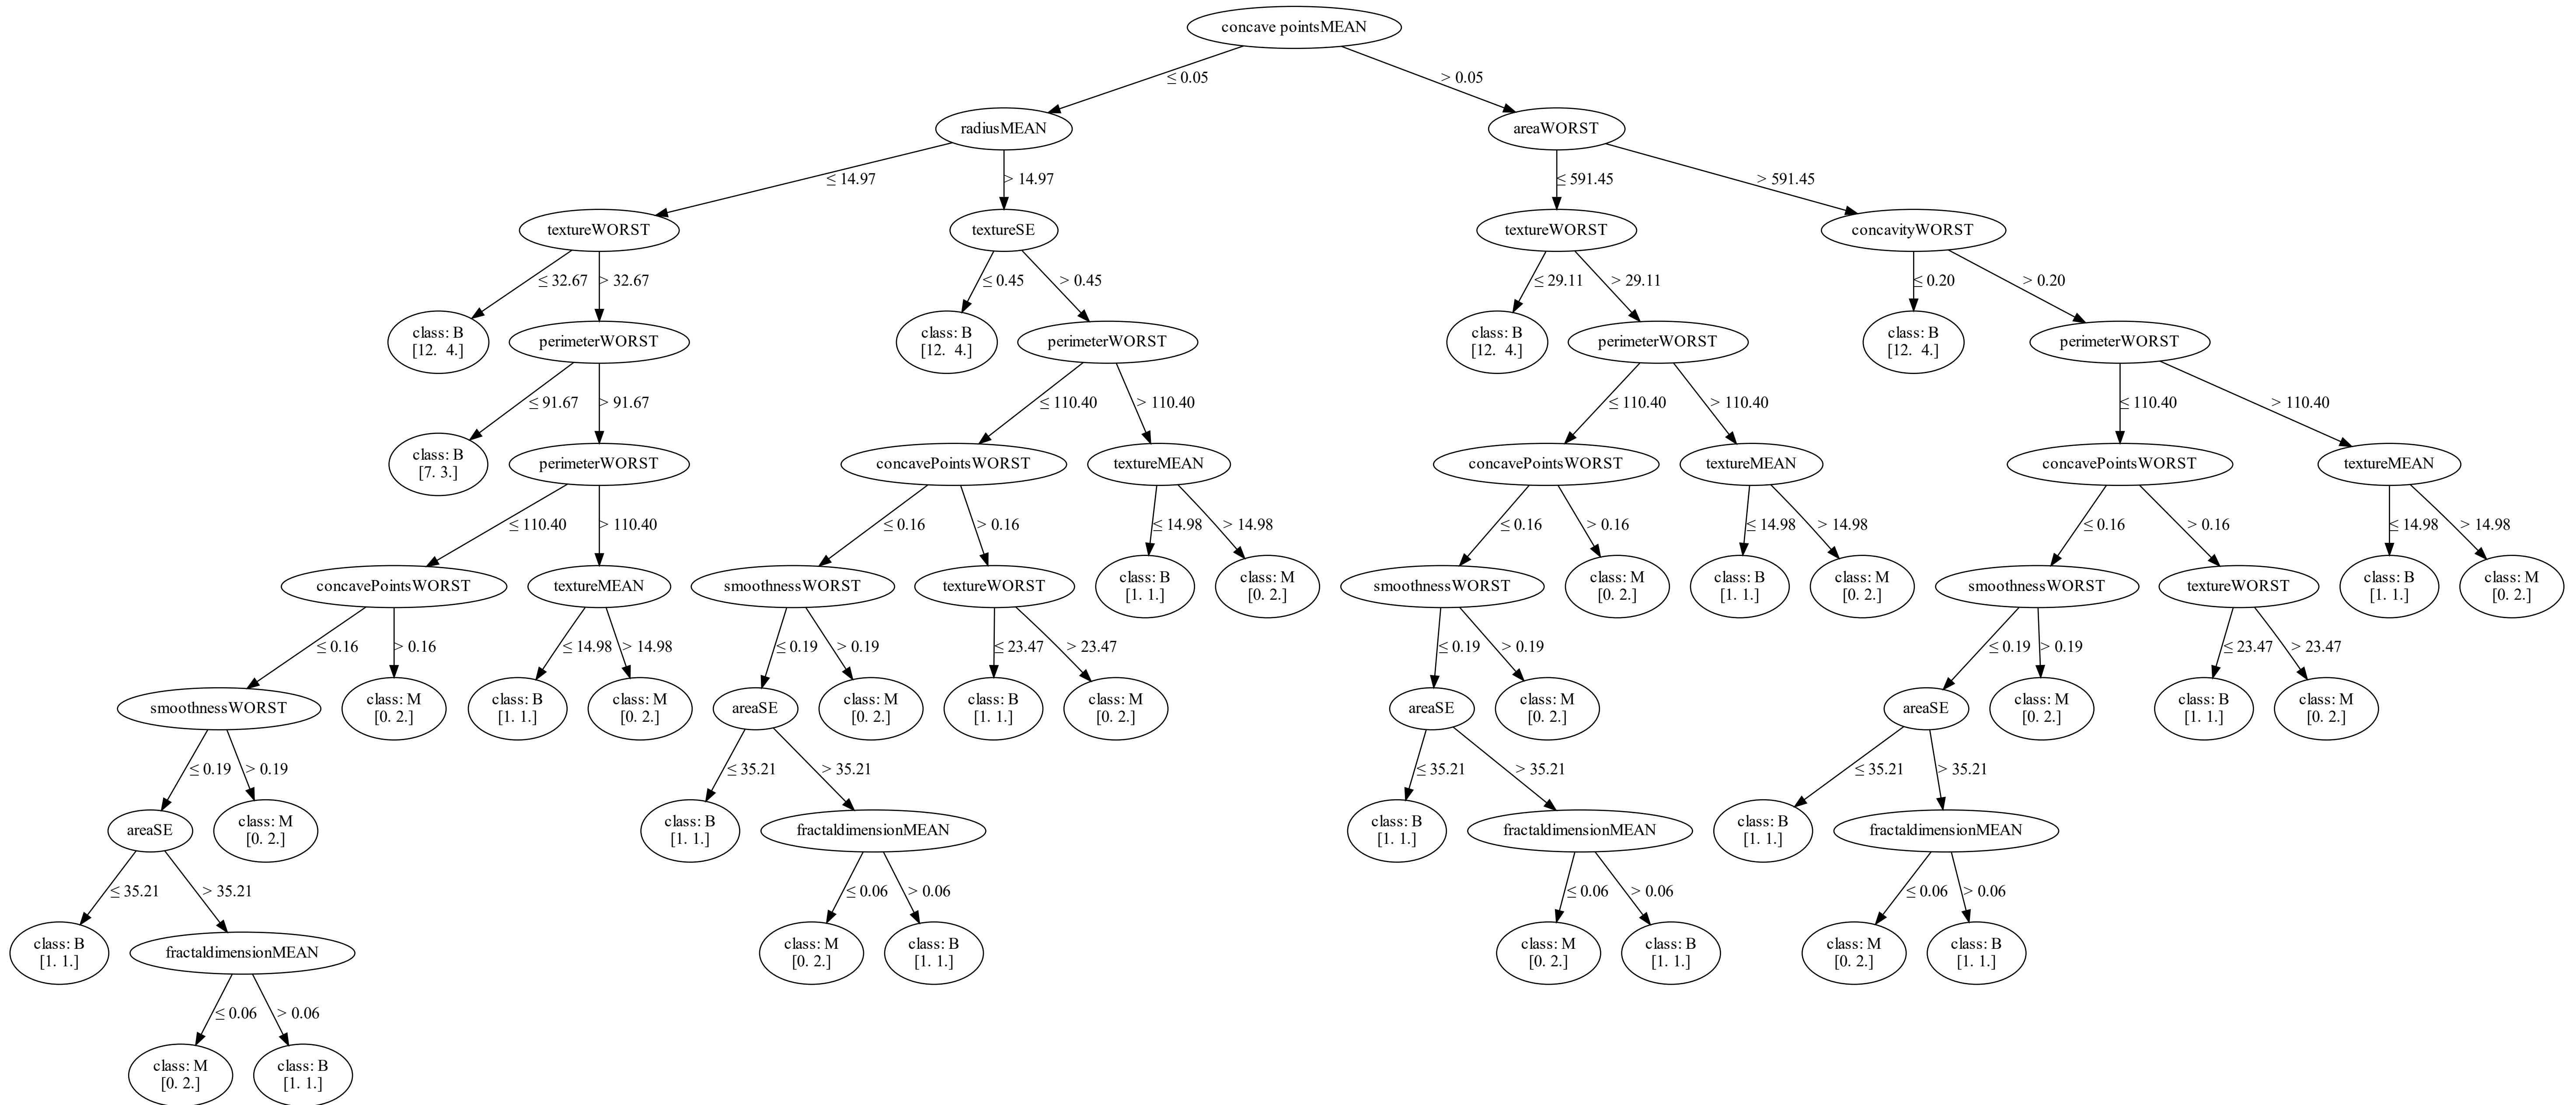 concave pointsMEAN
≤ 0.05
> 0.05
radiusMEAN
areaWORST
≤ 14.97
> 14.97
≤ 591.45
> 591.45
textureWORST
textureSE
textureWORST
concavityWORST
≤ 32.67
> 32.67
≤ 0.45
> 0.45
≤ 29.11
> 29.11
≤ 0.20
> 0.20
class: B
[12.  4.]
perimeterWORST
class: B
[12.  4.]
perimeterWORST
class: B
[12.  4.]
perimeterWORST
class: B
[12.  4.]
perimeterWORST
≤ 91.67
> 91.67
≤ 110.40
> 110.40
≤ 110.40
> 110.40
≤ 110.40
> 110.40
class: B
[7. 3.]
perimeterWORST
concavePointsWORST
textureMEAN
concavePointsWORST
textureMEAN
concavePointsWORST
textureMEAN
≤ 110.40
> 110.40
≤ 0.16
> 0.16
≤ 14.98
> 14.98
≤ 0.16
> 0.16
≤ 14.98
> 14.98
≤ 0.16
> 0.16
≤ 14.98
> 14.98
concavePointsWORST
textureMEAN
smoothnessWORST
textureWORST
class: B
[1. 1.]
class: M
[0. 2.]
smoothnessWORST
class: M
[0. 2.]
class: B
[1. 1.]
class: M
[0. 2.]
smoothnessWORST
textureWORST
class: B
[1. 1.]
class: M
[0. 2.]
≤ 0.16
> 0.16
≤ 14.98
> 14.98
≤ 0.19
> 0.19
≤ 23.47
> 23.47
≤ 0.19
> 0.19
≤ 0.19
> 0.19
≤ 23.47
> 23.47
smoothnessWORST
class: M
[0. 2.]
class: B
[1. 1.]
class: M
[0. 2.]
areaSE
class: M
[0. 2.]
class: B
[1. 1.]
class: M
[0. 2.]
areaSE
class: M
[0. 2.]
areaSE
class: M
[0. 2.]
class: B
[1. 1.]
class: M
[0. 2.]
≤ 0.19
> 0.19
≤ 35.21
> 35.21
≤ 35.21
> 35.21
≤ 35.21
> 35.21
areaSE
class: M
[0. 2.]
class: B
[1. 1.]
fractaldimensionMEAN
class: B
[1. 1.]
fractaldimensionMEAN
class: B
[1. 1.]
fractaldimensionMEAN
≤ 35.21
> 35.21
≤ 0.06
> 0.06
≤ 0.06
> 0.06
≤ 0.06
> 0.06
class: B
[1. 1.]
fractaldimensionMEAN
class: M
[0. 2.]
class: B
[1. 1.]
class: M
[0. 2.]
class: B
[1. 1.]
class: M
[0. 2.]
class: B
[1. 1.]
≤ 0.06
> 0.06
class: M
[0. 2.]
class: B
[1. 1.]